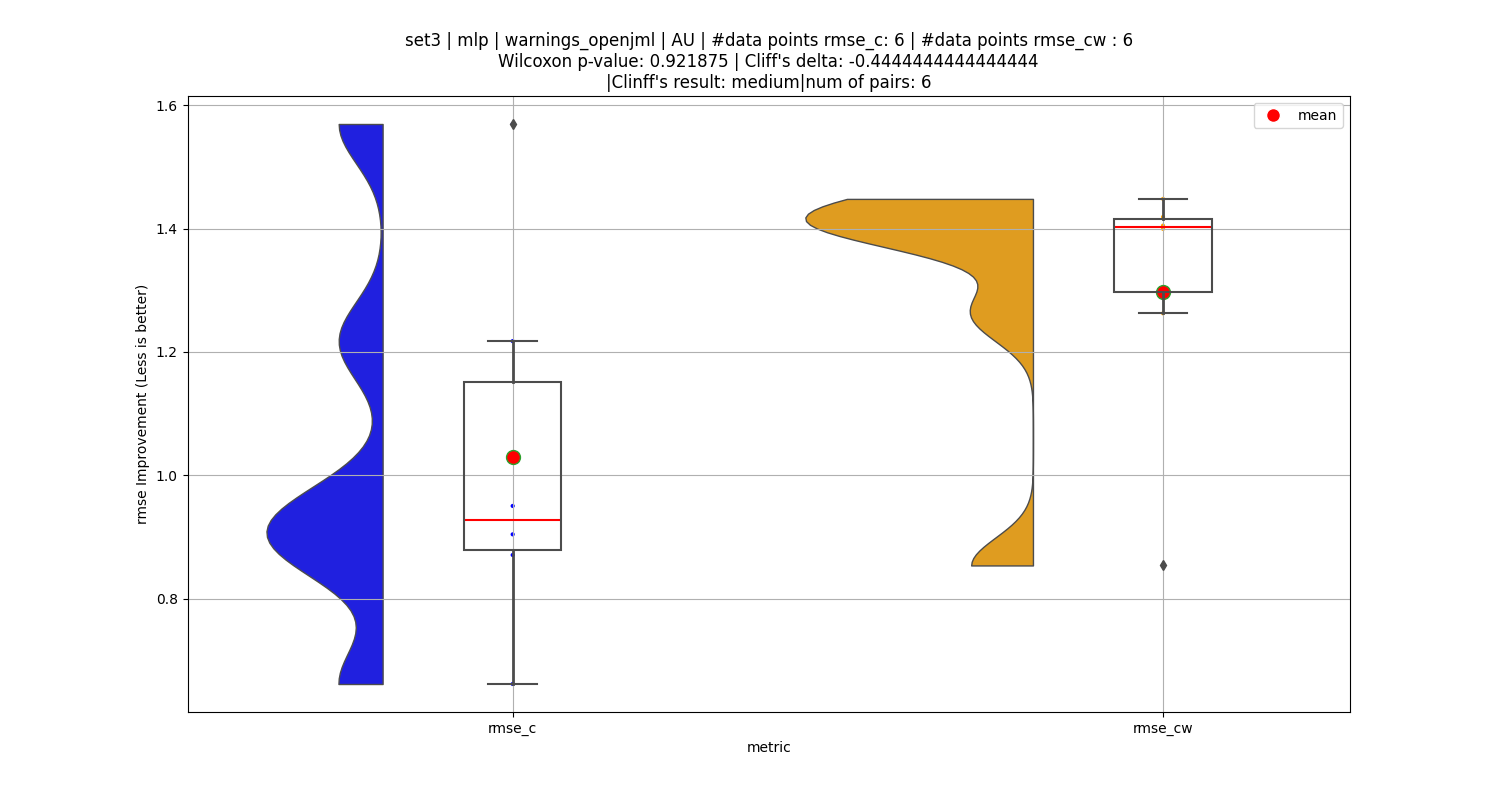 set3 | mlp | warnings_openjml | AU | #data points rmse_c: 6 | #data points rmse_cw : 6
Wilcoxon p-value: 0.921875 | Cliff's delta: -0.4444444444444444
|Clinff's result: medium|num of pairs: 6
mean
1.6
1.4
1.2
1.0
0.8
rmse Improvement (Less is better)
rmse_c
rmse_cw
metric